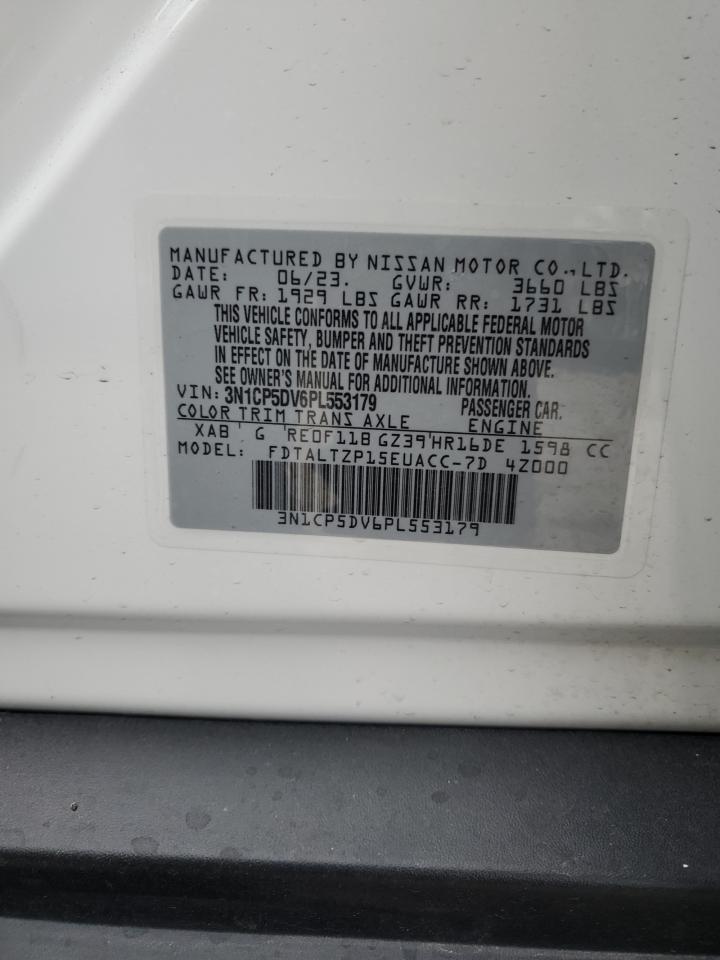 MANUFACTURED BY NISSAN MOTOR CO., LTD.
DATE: 06/23. GVWR: 3660 LBS
GAWR FR: 1929 LBS GAWR RR: 1731 LBS
THIS VEHICLE CONFORMS TO ALL APPLICABLE FEDERAL MOTOR
VEHICLE SAFETY, BUMPER AND THEFT PREVENTION STANDARDS
IN EFFECT ON THE DATE OF MANUFACTURE SHOWN ABOVE.
SEE OWNER'S MANUAL FOR ADDITIONAL INFORMATION.
VIN: 3N1CP5DV6PL553179 PASSENGER CAR.
COLOR TRIM TRANS AXLE ENGINE
XAB ' G 'RE0F11B GZ39'HR16DE 1598 CC
MODEL: FDTALTZP15EUACC-7D 4Z000
3N1CP5DV6PL553179